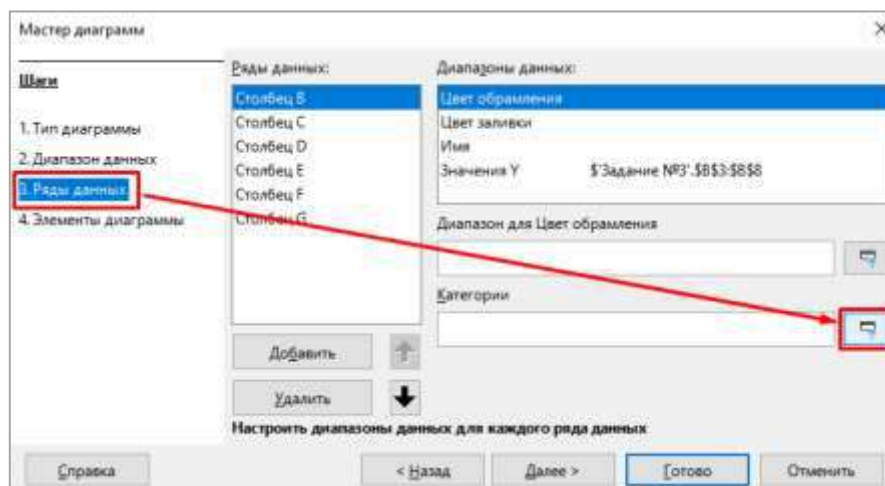 Мастер диаграмм
Шаги
1. Тип диаграммы
2. Диапазон данных
3. Ряды данных
4. Элементы диаграммы
Ряды данных:
Столбец B
Столбец C
Столбец D
Столбец E
Столбец F
Столбец G
Добавить
Удалить
Диапазоны данных:
Цвет обрамления
Цвет заливки
Имя
Значения Y $'Задание №3'.$B$3:$B$8
Диапазон для Цвет обрамления
Категории
Настроить диапазоны данных для каждого ряда данных
Справка
< Назад
Далее >
Готово
Отменить